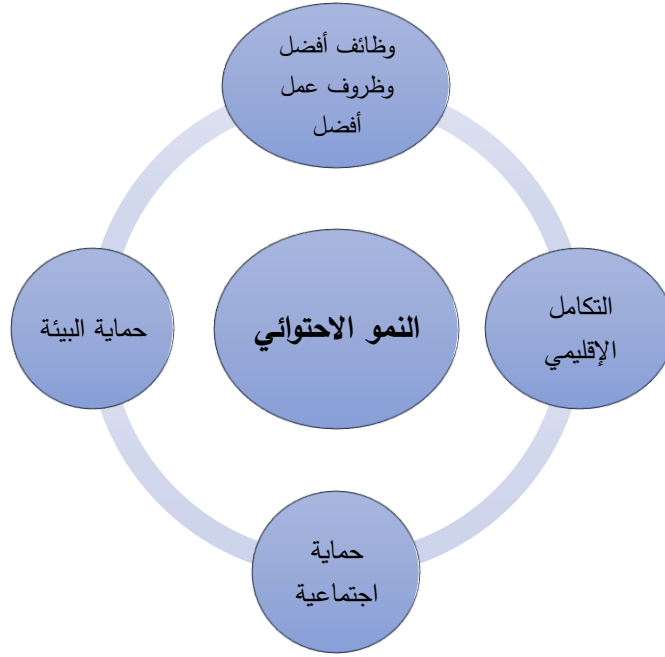 وظائف أفضل
وظروف عمل
أفضل
التكامل
الإقليمي
النمو الاحتوائي
حماية البيئة
حماية
اجتماعية